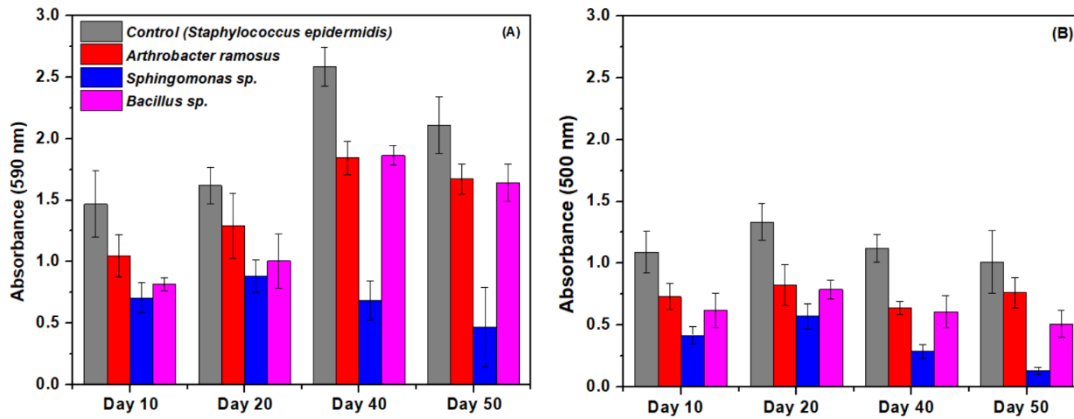 Absorbance (590 nm)
3.0
2.5
2.0
1.5
1.0
0.5
0.0
Control (Staphylococcus epidermidis)
Arthrobacter ramosus
Sphingomonas sp.
Bacillus sp.
(A)
Day 10 Day 20 Day 40 Day 50
Absorbance (500 nm)
3.0
2.5
2.0
1.5
1.0
0.5
0.0
(B)
Day 10 Day 20 Day 40 Day 50